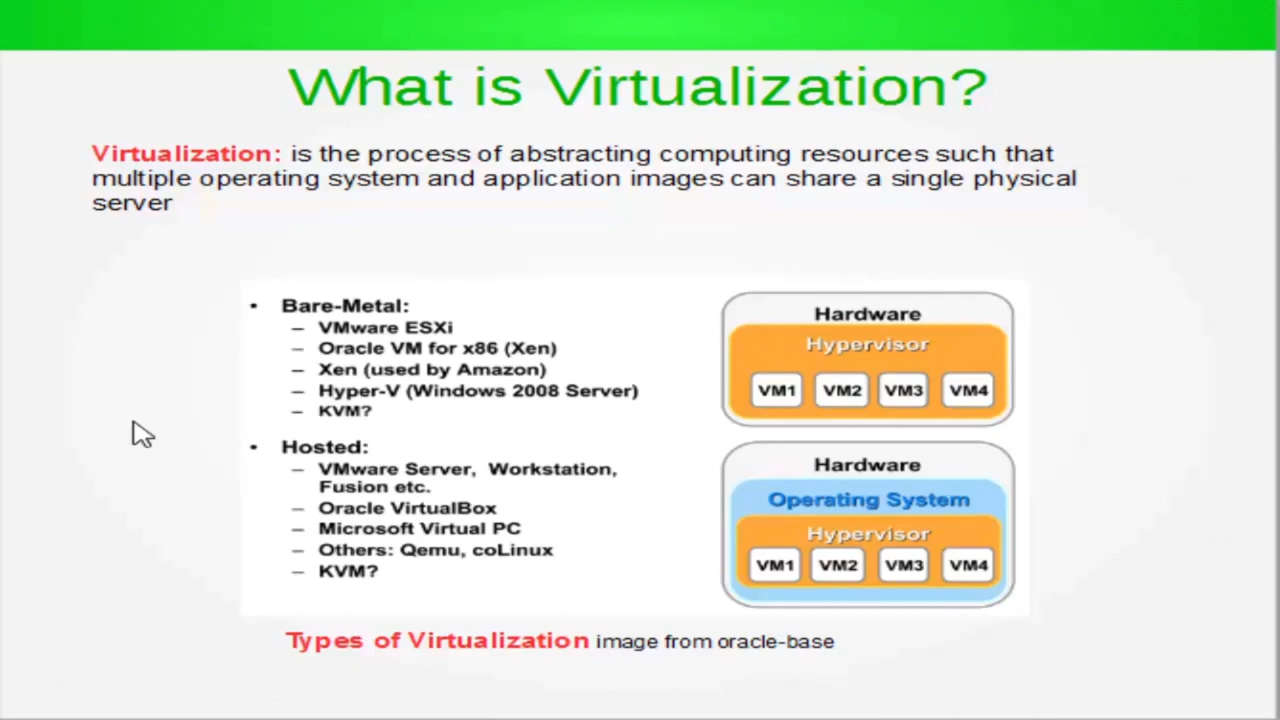 What is Virtualization?
Virtualization: is the process of abstracting computing resources such that
multiple operating system and application images can share a single physical
server
• Bare-Metal:
– VMware ESXi
– Oracle VM for x86 (Xen)
– Xen (used by Amazon)
– Hyper-V (Windows 2008 Server)
– KVM?
• Hosted:
– VMware Server, Workstation,
Fusion etc.
– Oracle VirtualBox
– Microsoft Virtual PC
– Others: Qemu, coLinux
– KVM?
Hardware
Hypervisor
VM1 VM2 VM3 VM4
Hardware
Operating System
Hypervisor
VM1 VM2 VM3 VM4
Types of Virtualization image from oracle-base